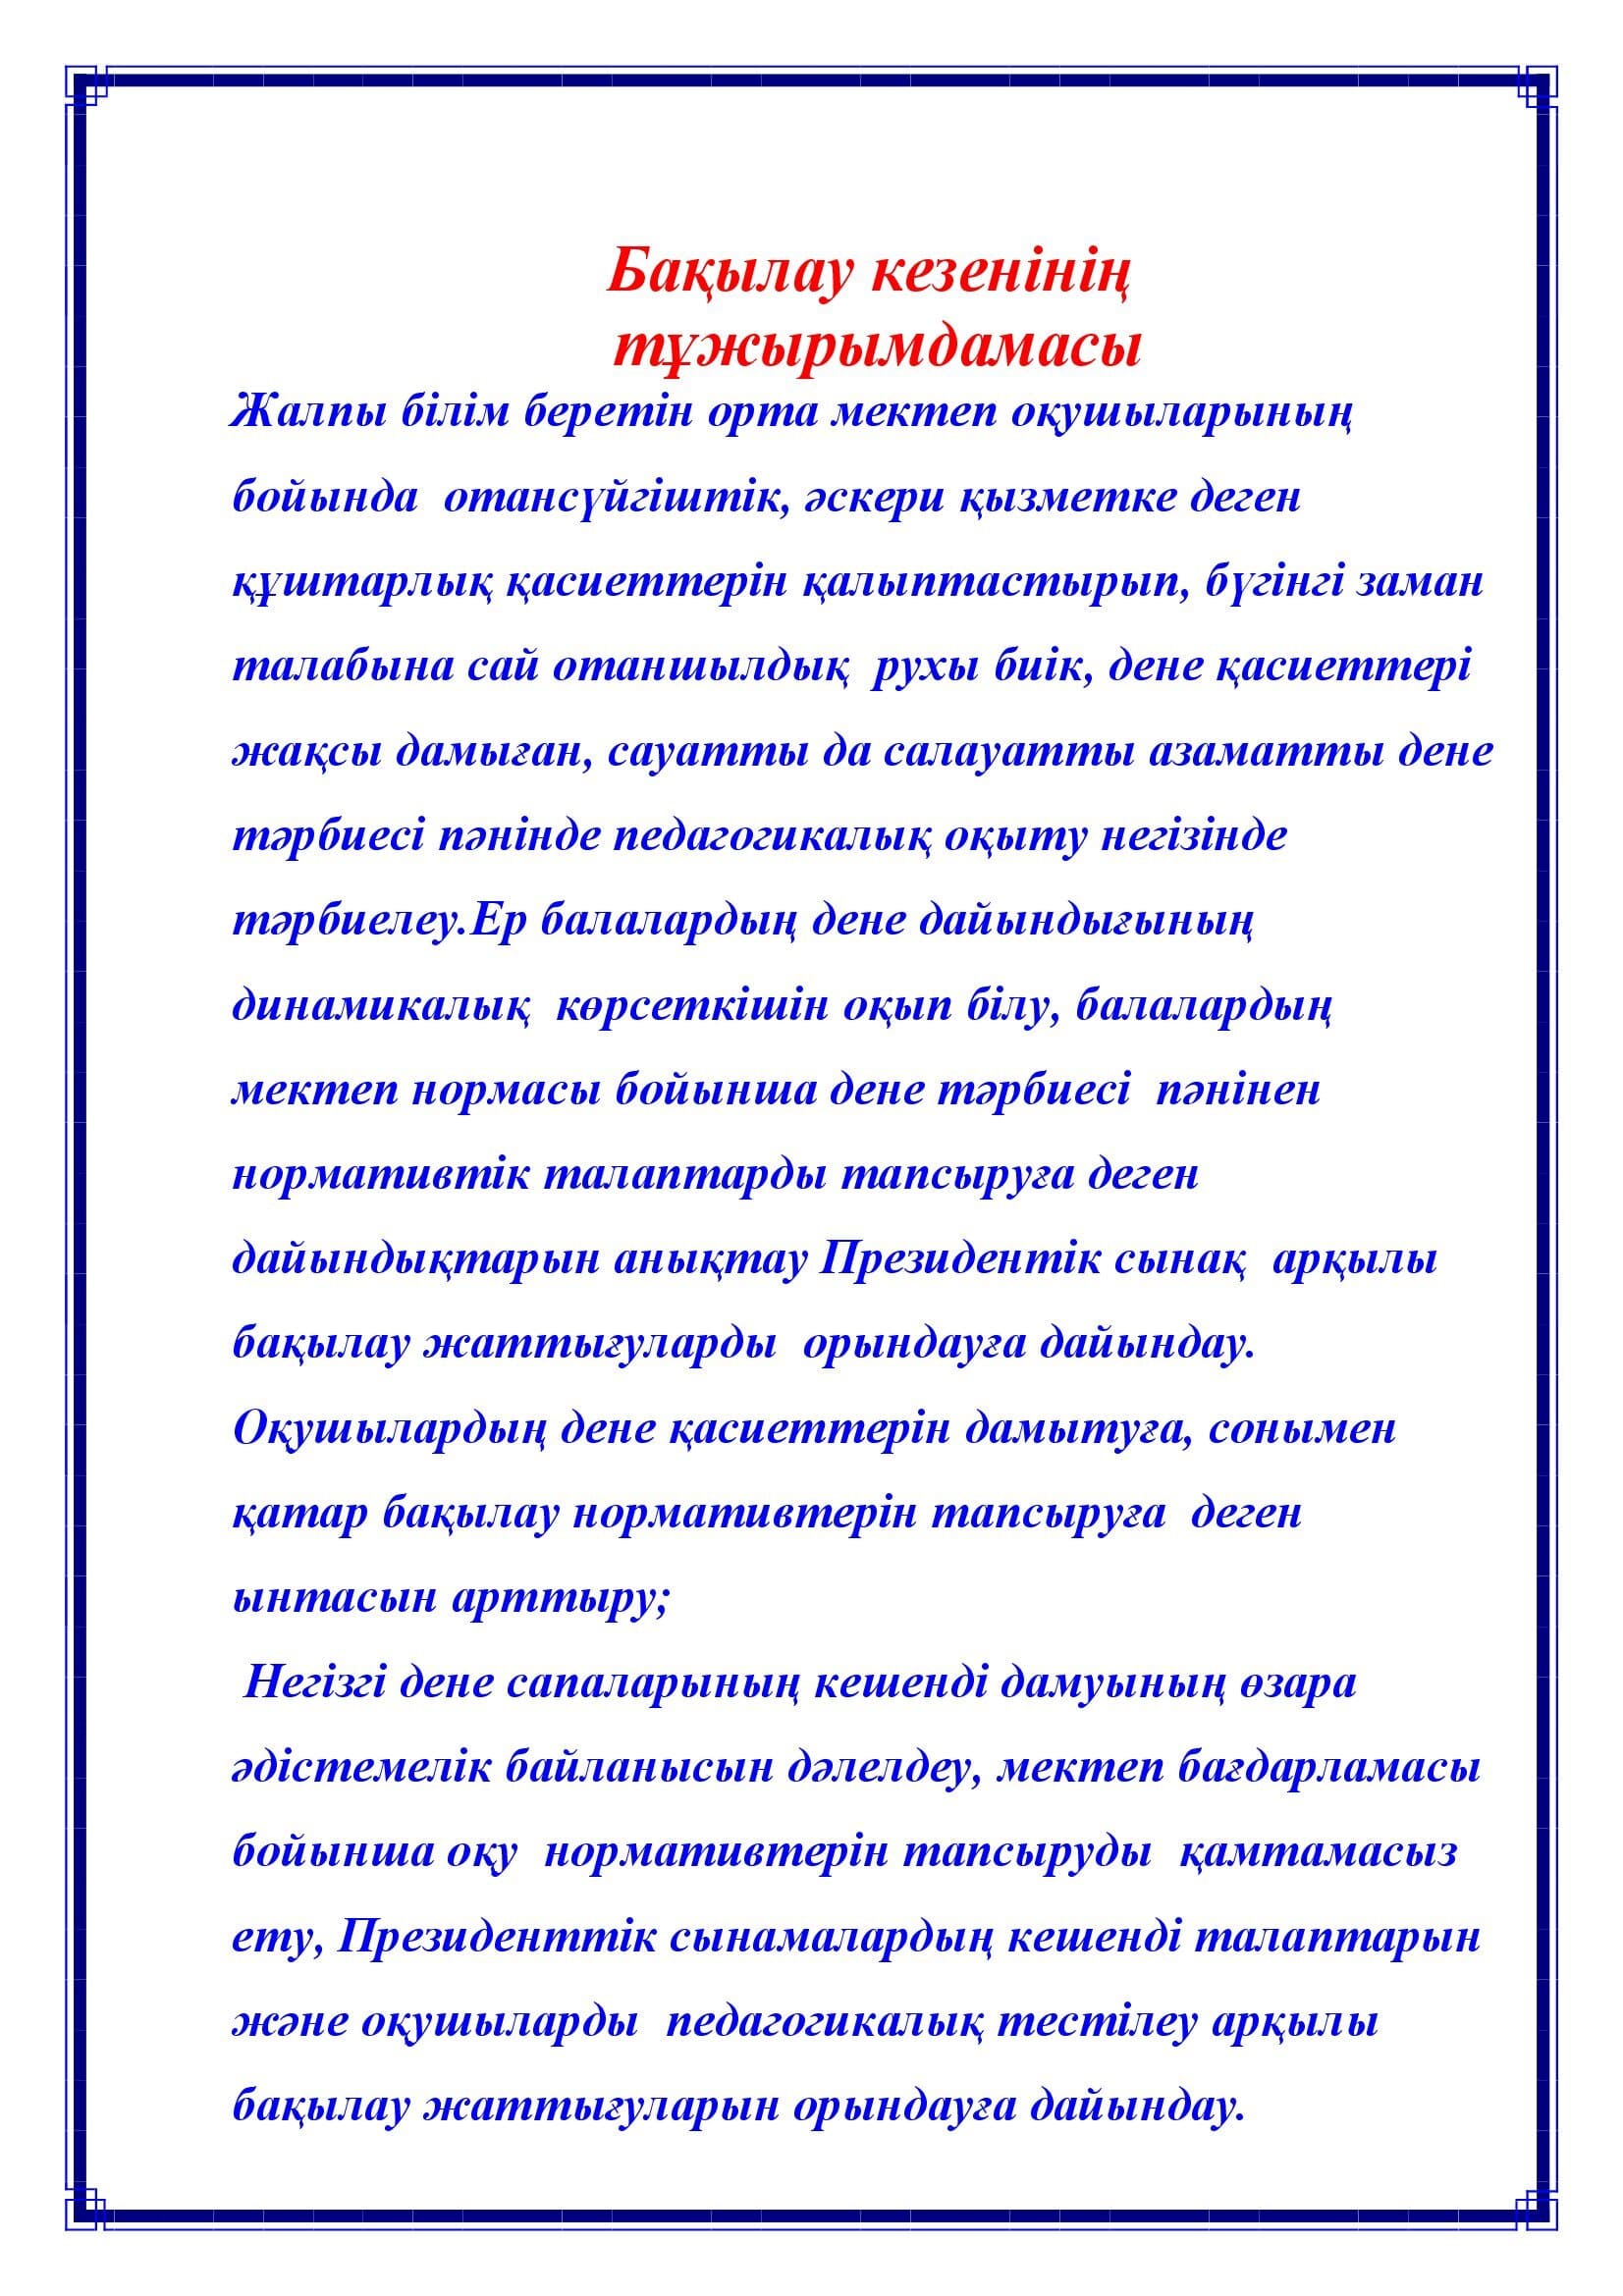 Бақылау кезенінің
тұжырымдамасы
Жалпы білім беретін орта мектеп оқушыларының
бойында  отансүйгіштік, әскери қызметке деген
құштарлық қасиеттерін қалыптастырып, бүгінгі заман
талабына сай отаншылдық  рухы биік, дене қасиеттері
жақсы дамыған, сауатты да салауатты азаматты дене
тәрбиесі пәнінде педагогикалық оқыту негізінде
тәрбиелеу.Ер балалардың дене дайындығының
динамикалық  көрсеткішін оқып білу, балалардың
мектеп нормасы бойынша дене тәрбиесі  пәнінен
нормативтік талаптарды тапсыруға деген
дайындықтарын анықтау Президентік сынақ  арқылы
бақылау жаттығуларды  орындауға дайындау.
Оқушылардың дене қасиеттерін дамытуға, сонымен
қатар бақылау нормативтерін тапсыруға  деген
ынтасын арттыру;
Негізгі дене сапаларының кешенді дамуының өзара
әдістемелік байланысын дәлелдеу, мектеп бағдарламасы
бойынша оқу  нормативтерін тапсыруды  қамтамасыз
ету, Президенттік сынамалардың кешенді талаптарын
және оқушыларды  педагогикалық тестілеу арқылы
бақылау жаттығуларын орындауға дайындау.